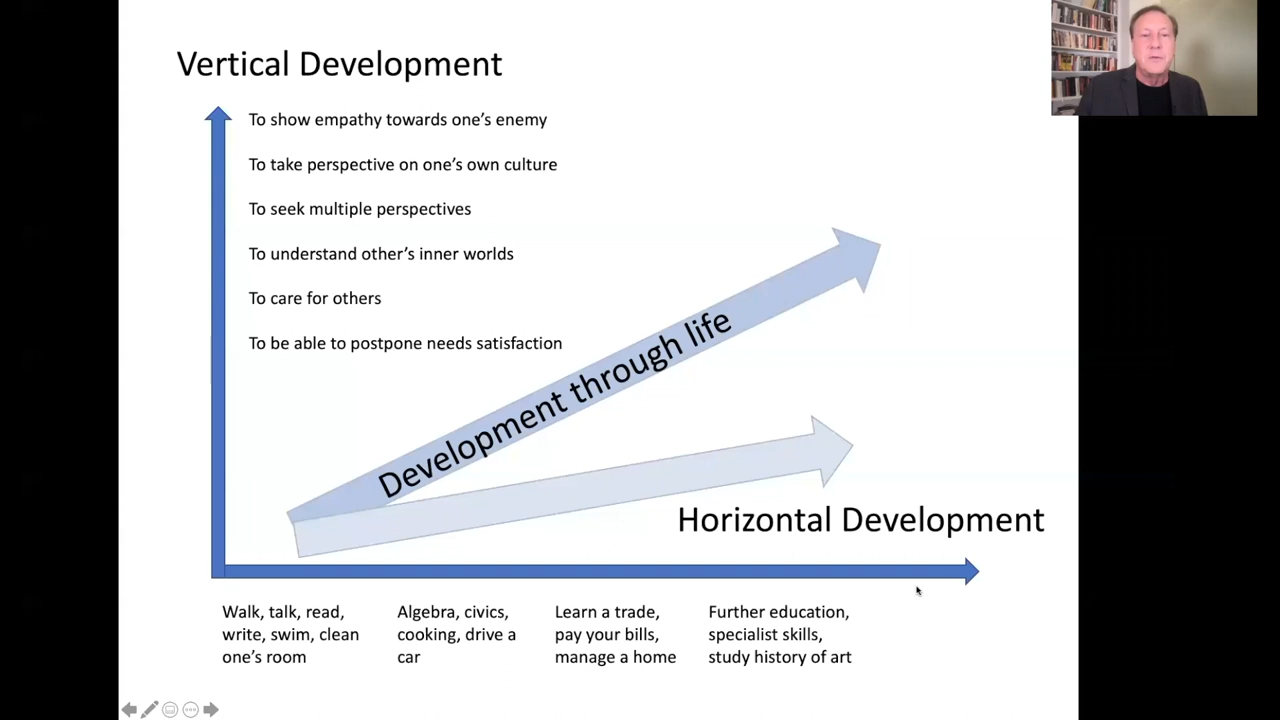 Vertical Development
To show empathy towards one's enemy
To take perspective on one's own culture
To seek multiple perspectives
To understand other's inner worlds
To care for others
To be able to postpone needs satisfaction
Development through life
Horizontal Development
Walk, talk, read,
write, swim, clean
one's room
Algebra, civics,
cooking, drive a
car
Learn a trade,
pay your bills,
manage a home
Further education,
specialist skills,
study history of art